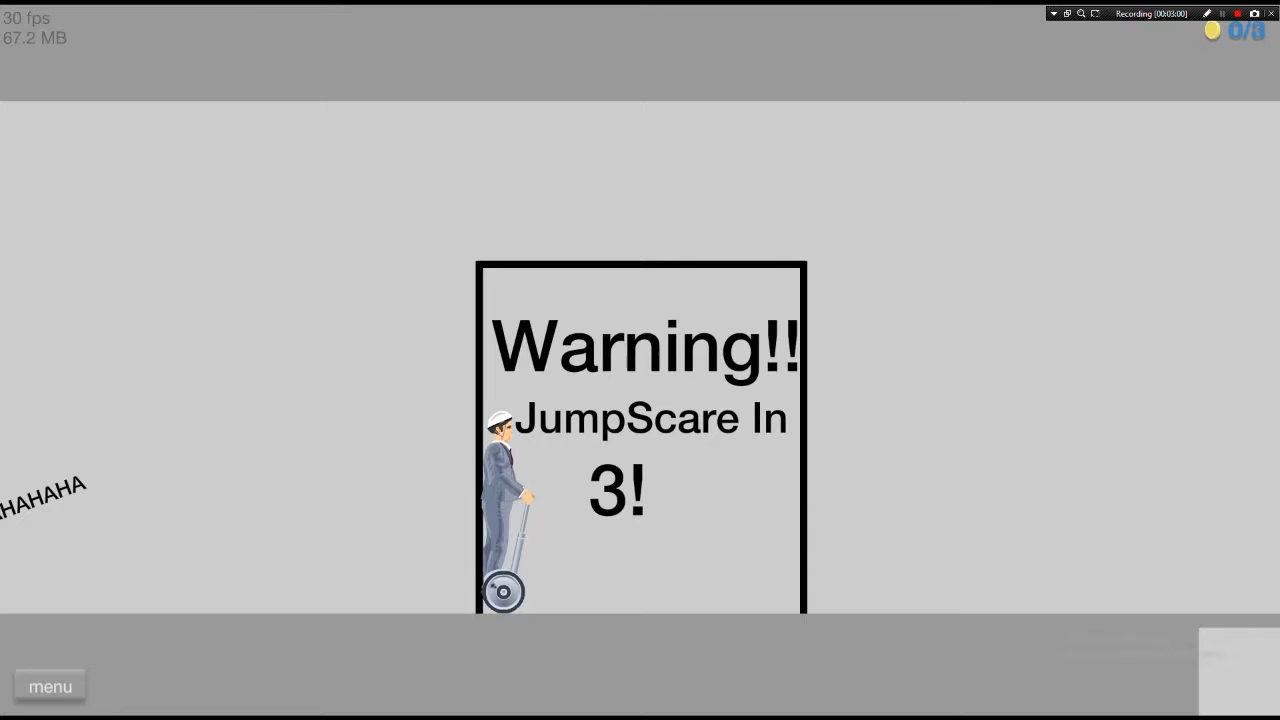 30 fps
67.2 MB
Recording [00:03:00]
Warning!!
JumpScare In
3!
HAHAHA
menu